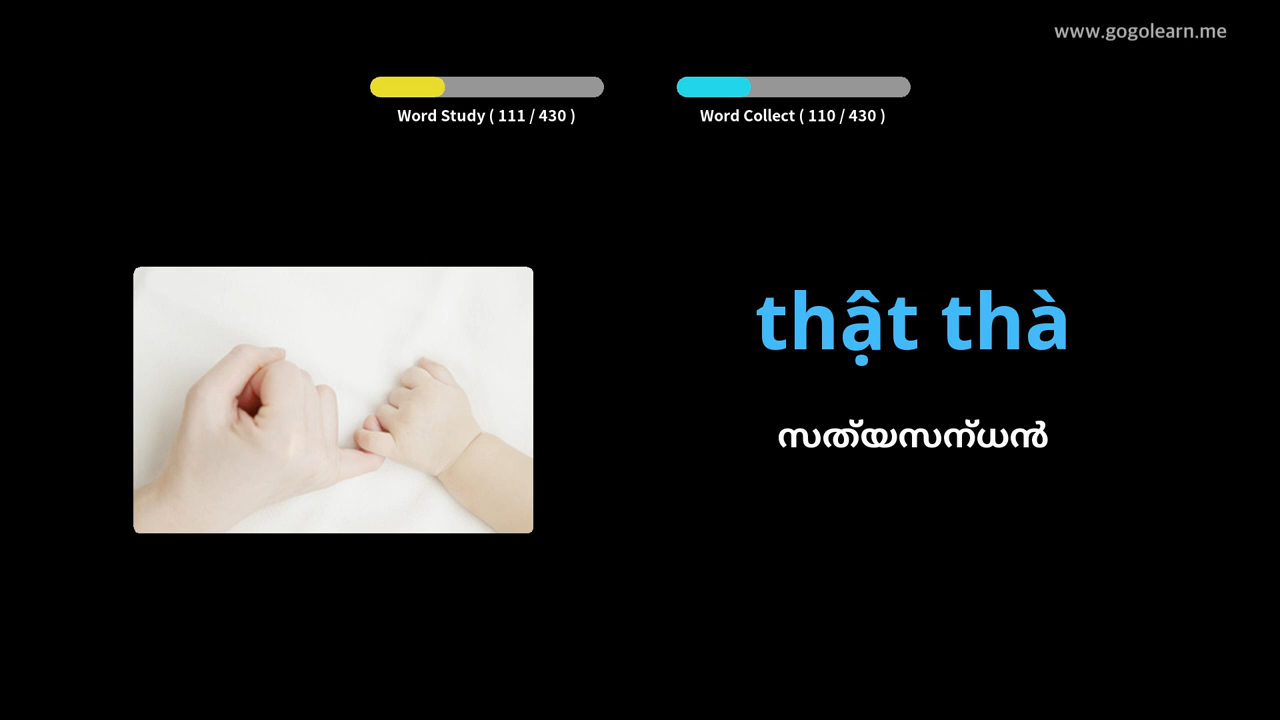 www.gogolearn.me
Word Study ( 111 / 430 )
Word Collect ( 110 / 430 )
thật thà
സത്യസന്ധൻ